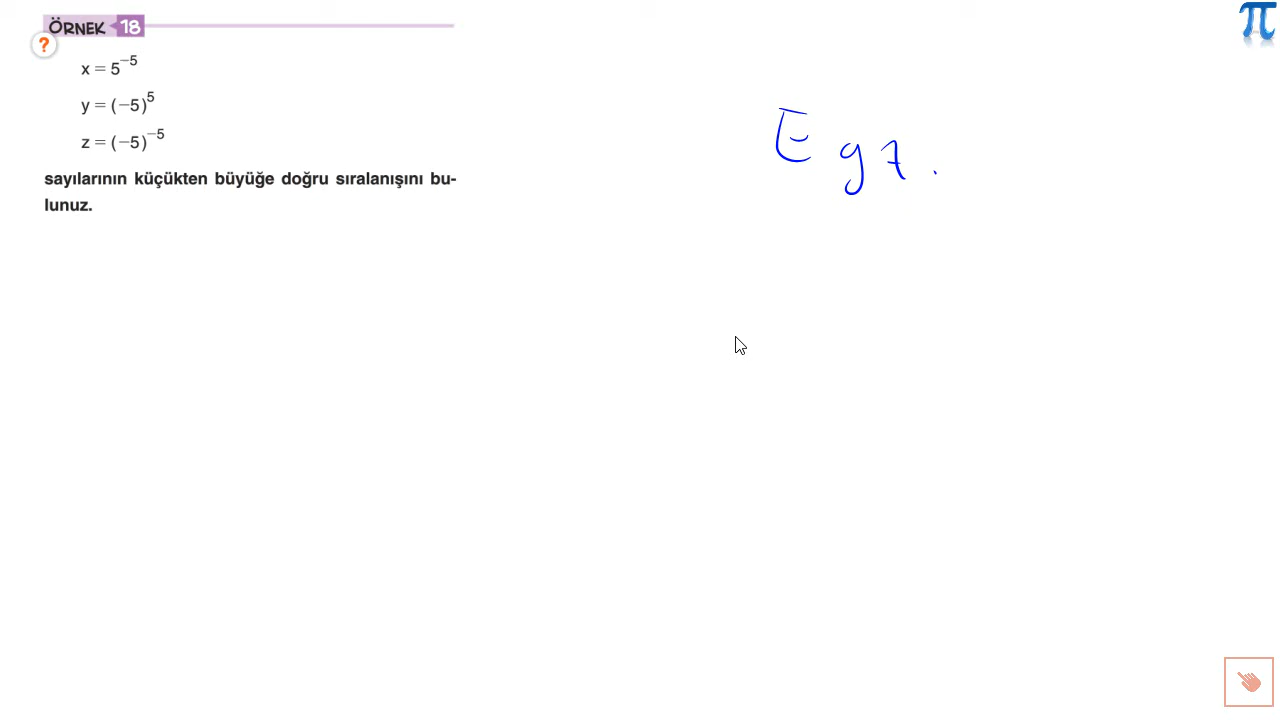 ÖRNEK 18
?
x = 5⁻⁵
y = (−5)⁵
z = (−5)⁻⁵
sayılarının küçükten büyüğe doğru sıralanışını bu-
lunuz.
π